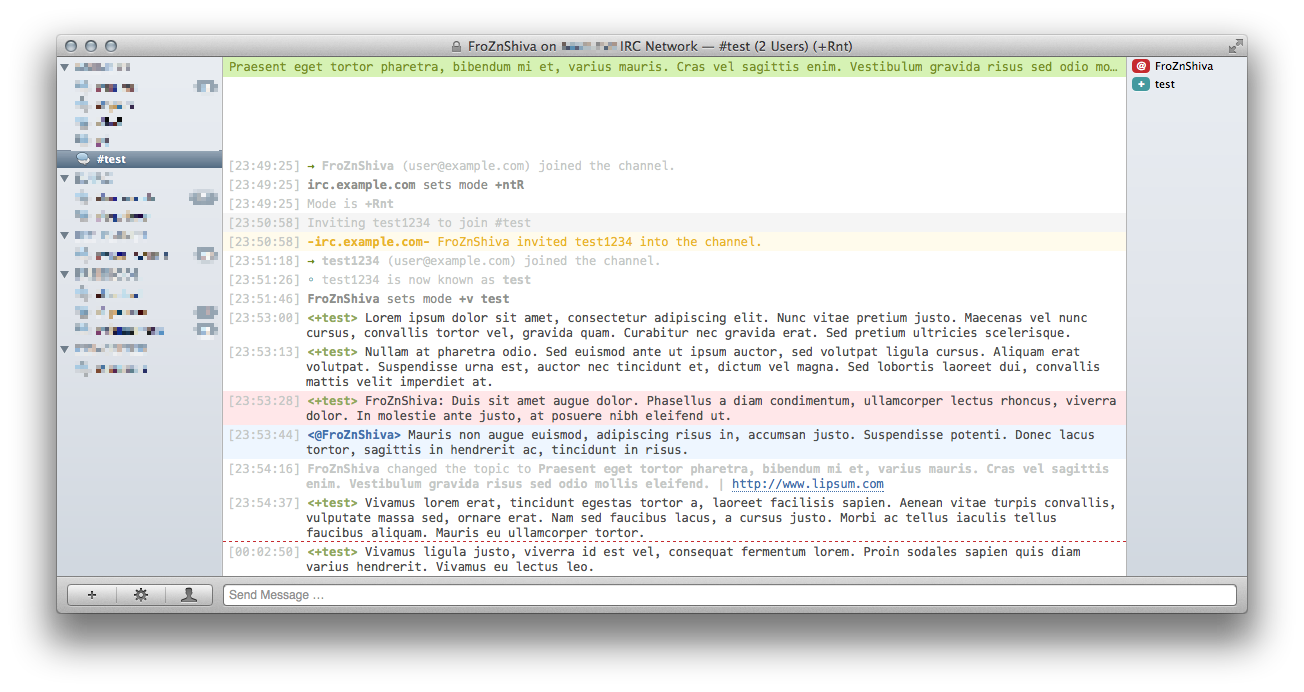 FroZnShiva on IRC Network — #test (2 Users) (+Rnt)
#test
Praesent eget tortor pharetra, bibendum mi et, varius mauris. Cras vel sagittis enim. Vestibulum gravida risus sed odio mo…
[23:49:25] → FroZnShiva (user@example.com) joined the channel.
[23:49:25] irc.example.com sets mode +ntR
[23:49:25] Mode is +Rnt
[23:50:58] Inviting test1234 to join #test
[23:50:58] -irc.example.com- FroZnShiva invited test1234 into the channel.
[23:51:18] → test1234 (user@example.com) joined the channel.
[23:51:26] ° test1234 is now known as test
[23:51:46] FroZnShiva sets mode +v test
[23:53:00] <+test> Lorem ipsum dolor sit amet, consectetur adipiscing elit. Nunc vitae pretium justo. Maecenas vel nunc
cursus, convallis tortor vel, gravida quam. Curabitur nec gravida erat. Sed pretium ultricies scelerisque.
[23:53:13] <+test> Nullam at pharetra odio. Sed euismod ante ut ipsum auctor, sed volutpat ligula cursus. Aliquam erat
volutpat. Suspendisse urna est, auctor nec tincidunt et, dictum vel magna. Sed lobortis laoreet dui, convallis
mattis velit imperdiet at.
[23:53:28] <+test> FroZnShiva: Duis sit amet augue dolor. Phasellus a diam condimentum, ullamcorper lectus rhoncus, viverra
dolor. In molestie ante justo, at posuere nibh eleifend ut.
[23:53:44] <@FroZnShiva> Mauris non augue euismod, adipiscing risus in, accumsan justo. Suspendisse potenti. Donec lacus
tortor, sagittis in hendrerit ac, tincidunt in risus.
[23:54:16] FroZnShiva changed the topic to Praesent eget tortor pharetra, bibendum mi et, varius mauris. Cras vel sagittis
enim. Vestibulum gravida risus sed odio mollis eleifend. | http://www.lipsum.com
[23:54:37] <+test> Vivamus lorem erat, tincidunt egestas tortor a, laoreet facilisis sapien. Aenean vitae turpis convallis,
vulputate massa sed, ornare erat. Nam sed faucibus lacus, a cursus justo. Morbi ac tellus iaculis tellus
faucibus aliquam. Mauris eu ullamcorper tortor.
[00:02:50] <+test> Vivamus ligula justo, viverra id est vel, consequat fermentum lorem. Proin sodales sapien quis diam
varius hendrerit. Vivamus eu lectus leo.
Send Message …
@ FroZnShiva
+ test